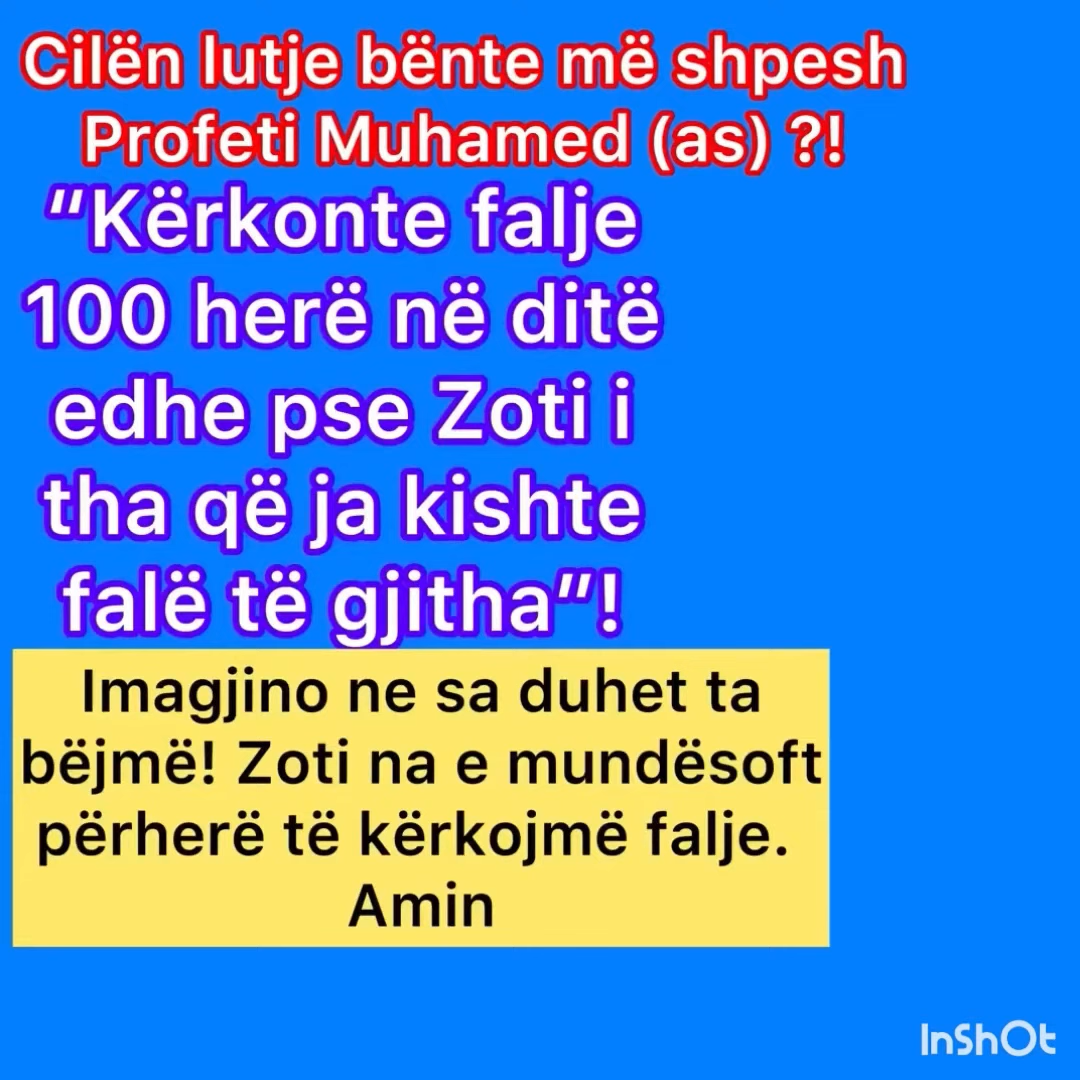 Cilën lutje bënte më shpesh
Profeti Muhamed (as) ?!
“Kërkonte falje
100 herë në ditë
edhe pse Zoti i
tha që ja kishte
falë të gjitha”!
Imagjino ne sa duhet ta
bëjmë! Zoti na e mundësoft
përherë të kërkojmë falje.
Amin
InShOt